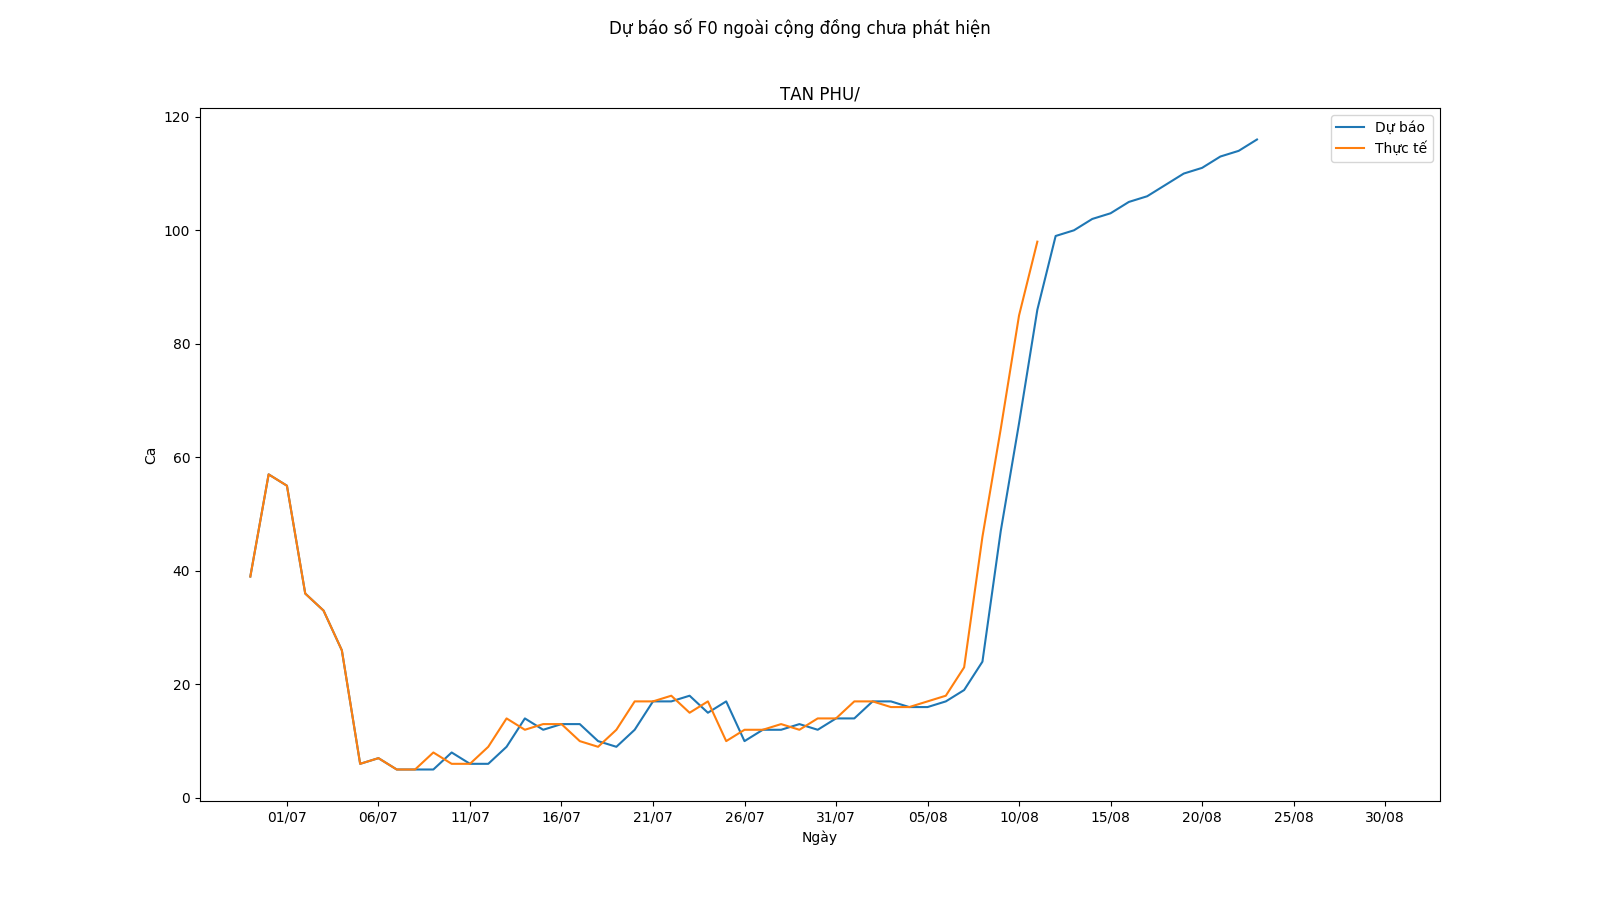 Dự báo số F0 ngoài cộng đồng chưa phát hiện
TAN PHU/
Dự báo
Thực tế
120
100
80
60
40
20
0
Ca
01/07 06/07 11/07 16/07 21/07 26/07 31/07 05/08 10/08 15/08 20/08 25/08 30/08
Ngày